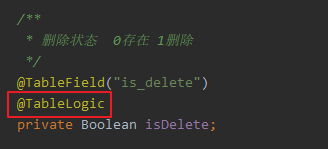 /**
* 删除状态  0存在 1删除
*/
@TableField("is_delete")
@TableLogic
private Boolean isDelete;